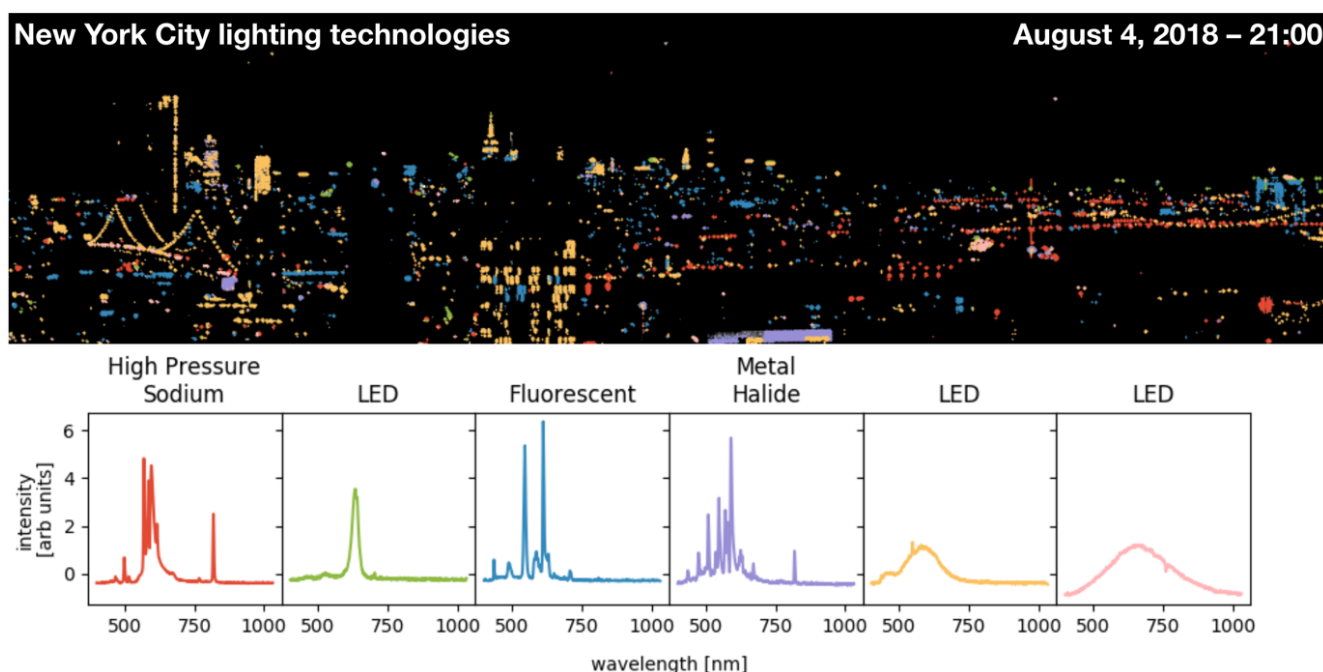 New York City lighting technologies
August 4, 2018 – 21:00
High Pressure
Sodium
LED
Fluorescent
Metal
Halide
LED
LED
intensity
[arb units]
6
4
2
0
500 750 1000
500 750 1000
500 750 1000
500 750 1000
500 750 1000
500 750 1000
wavelength [nm]